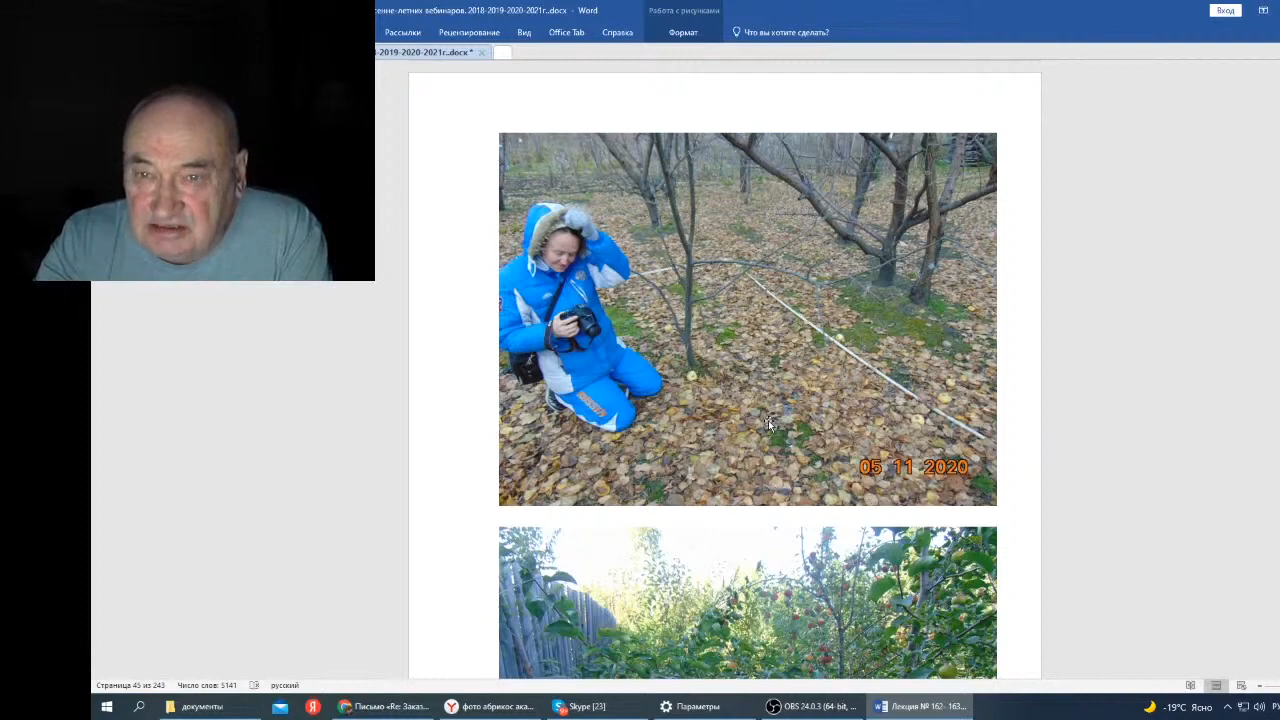 сенне-летних вебинаров. 2018-2019-2020-2021г..docx - Word
Работа с рисунками
Вход
Рассылки Рецензирование Вид Office Tab Справка Формат Что вы хотите сделать?
-2019-2020-2021г..docx *
05 11 2020
Страница 45 из 243 Число слов: 5141 русский
документы
Письмо «Re: Заказ...
фото абрикос ака...
Skype [23]
Параметры
OBS 24.0.3 (64-bit, ...
Лекция № 162- 163...
-19°C Ясно